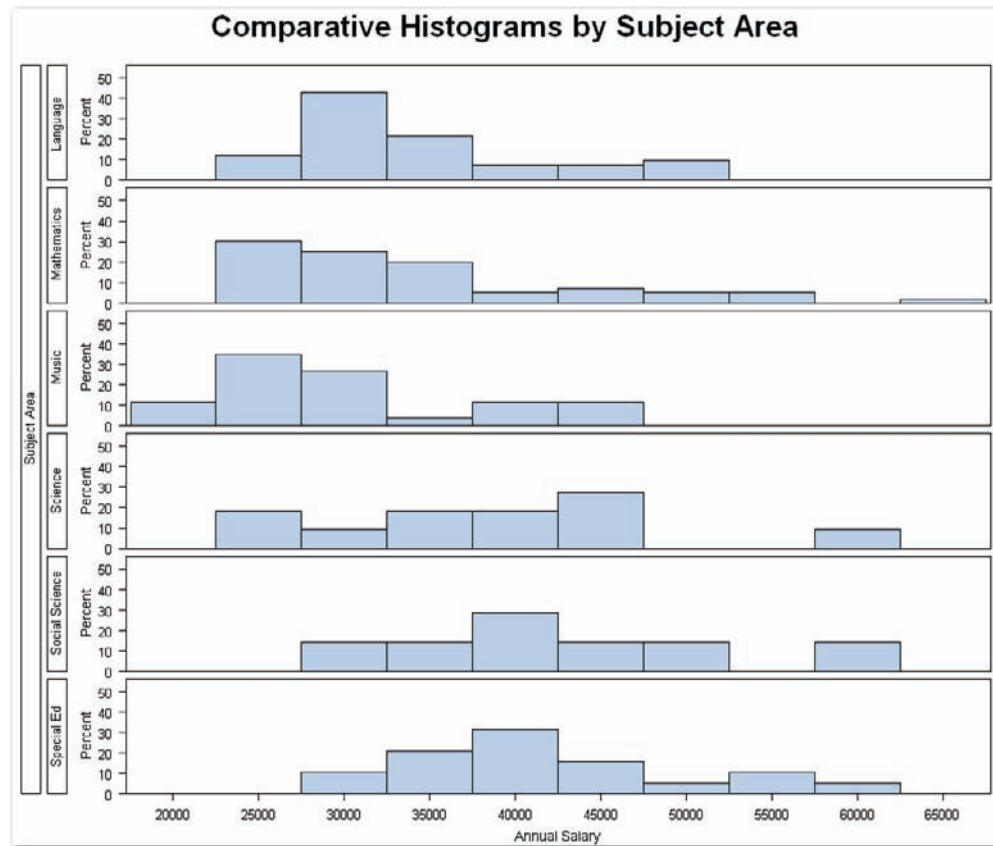 Comparative Histograms by Subject Area
Subject Area
Language
Percent
50
40
30
20
10
0
Mathematics
Percent
50
40
30
20
10
0
Music
Percent
50
40
30
20
10
0
Science
Percent
50
40
30
20
10
0
Social Science
Percent
50
40
30
20
10
0
Special Ed
Percent
50
40
30
20
10
0
20000 25000 30000 35000 40000 45000 50000 55000 60000 65000
Annual Salary